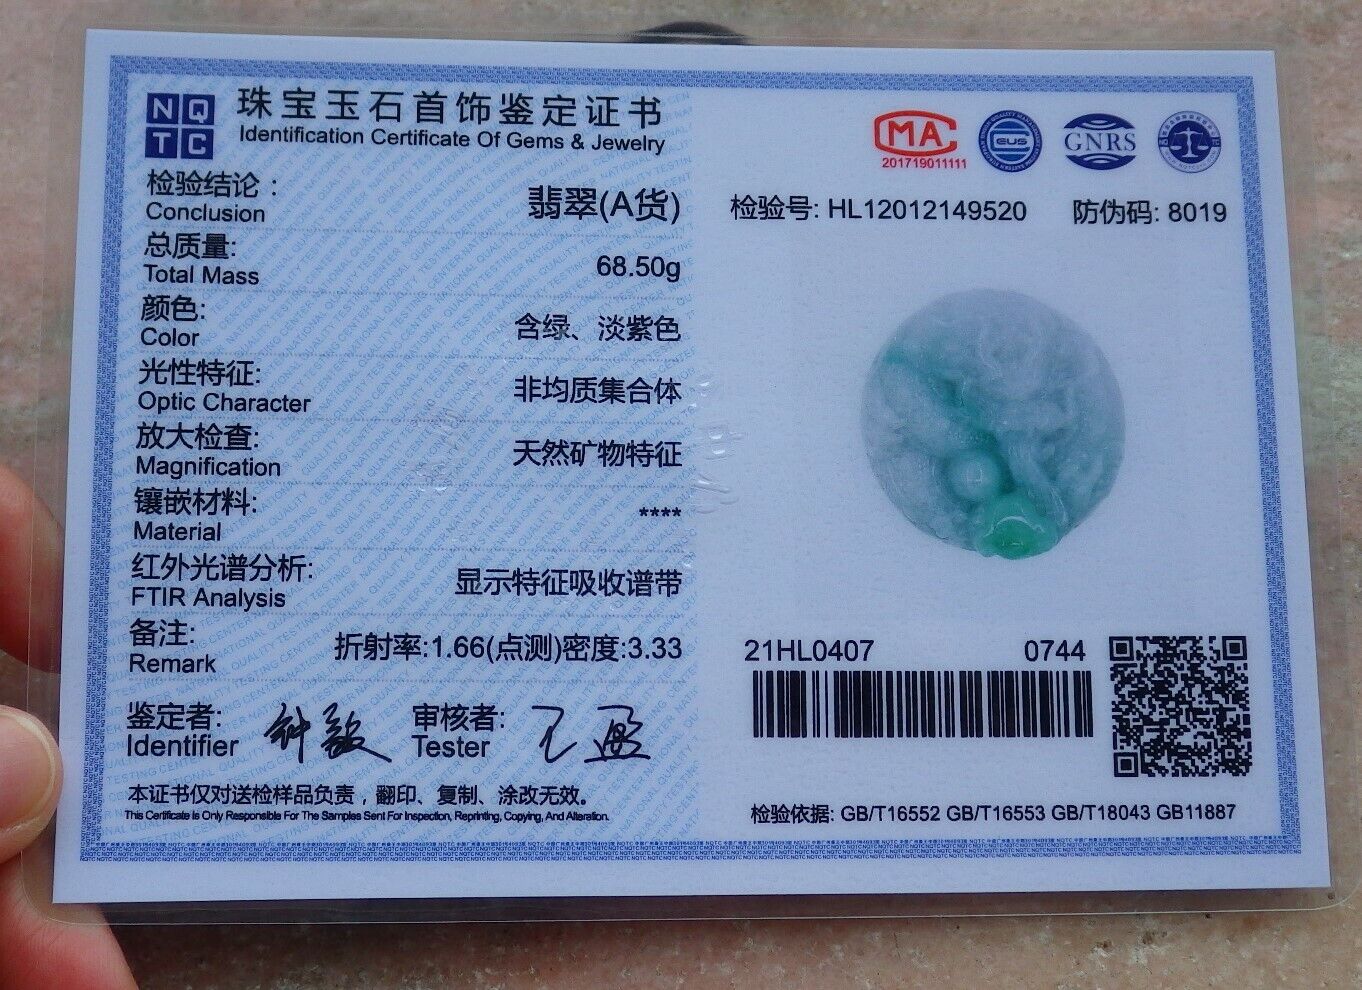 NQ
TC
珠宝玉石首饰鉴定证书
Identification Certificate Of Gems & Jewelry
检验结论：
Conclusion
翡翠(A货)
总质量:
Total Mass
68.50g
颜色:
Color
含绿、淡紫色
光性特征:
Optic Character
非均质集合体
放大检查:
Magnification
天然矿物特征
镶嵌材料:
Material
****
红外光谱分析:
FTIR Analysis
显示特征吸收谱带
备注:
Remark
折射率:1.66(点测)密度:3.33
鉴定者:
Identifier
审核者:
Tester
本证书仅对送检样品负责，翻印、复制、涂改无效。
This Certificate Is Only Responsible For The Samples Sent For Inspection, Reprinting, Copying, And Alteration.
MA
201719011111
GNRS
检验号: HL12012149520 防伪码: 8019
21HL0407 0744
检验依据: GB/T16552 GB/T16553 GB/T18043 GB11887